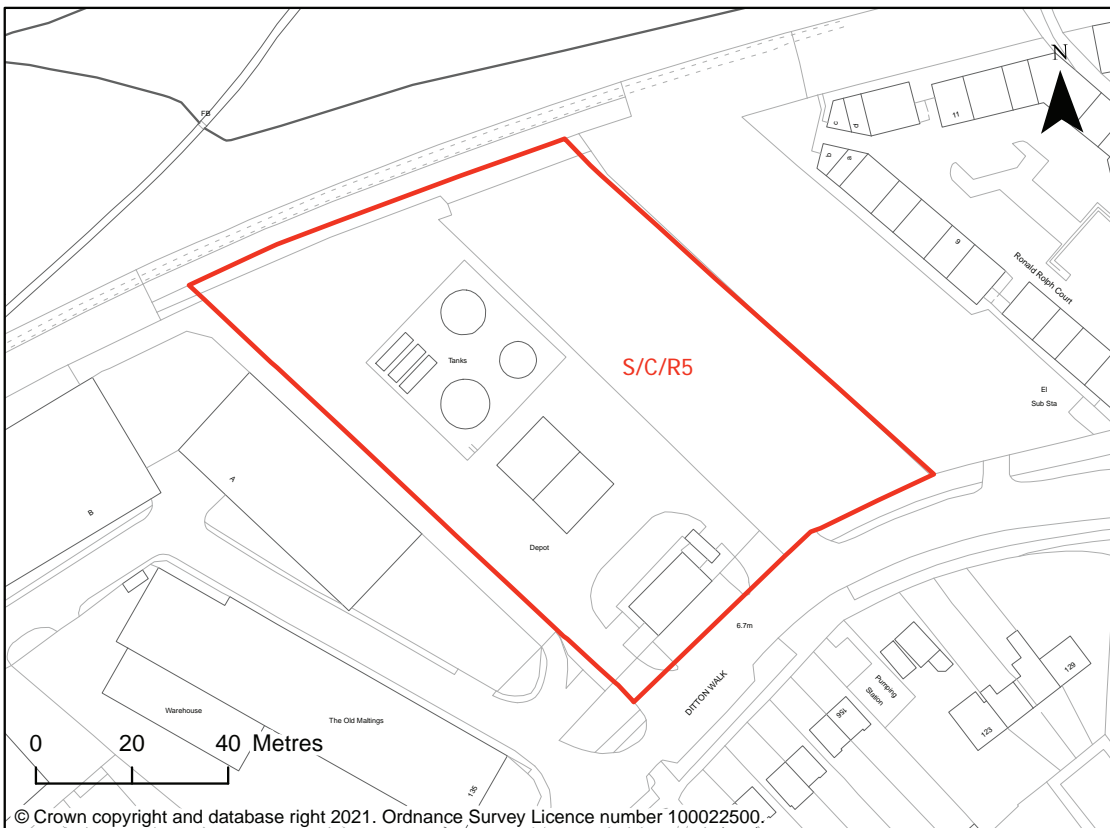 N
FB
c
d
11
b
a
9
Ronald Rolph Court
Tanks
S/C/R5
El
Sub Sta
A
B
Depot
6.7m
DITTON WALK
Pumping
Station
129
156
123
Warehouse
The Old Maltings
135
0 20 40 Metres
© Crown copyright and database right 2021. Ordnance Survey Licence number 100022500.